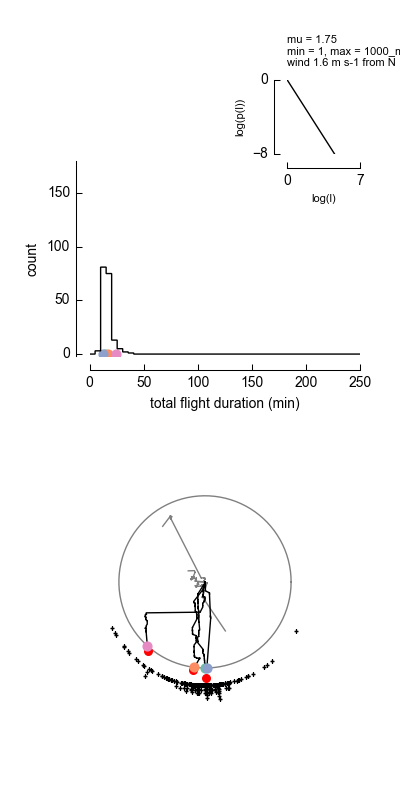 mu = 1.75
min = 1, max = 1000_m
wind 1.6 m s-1 from N
0
log(p(l))
−8
0
7
log(l)
150
100
50
0
count
0
50
100
150
200
250
total flight duration (min)